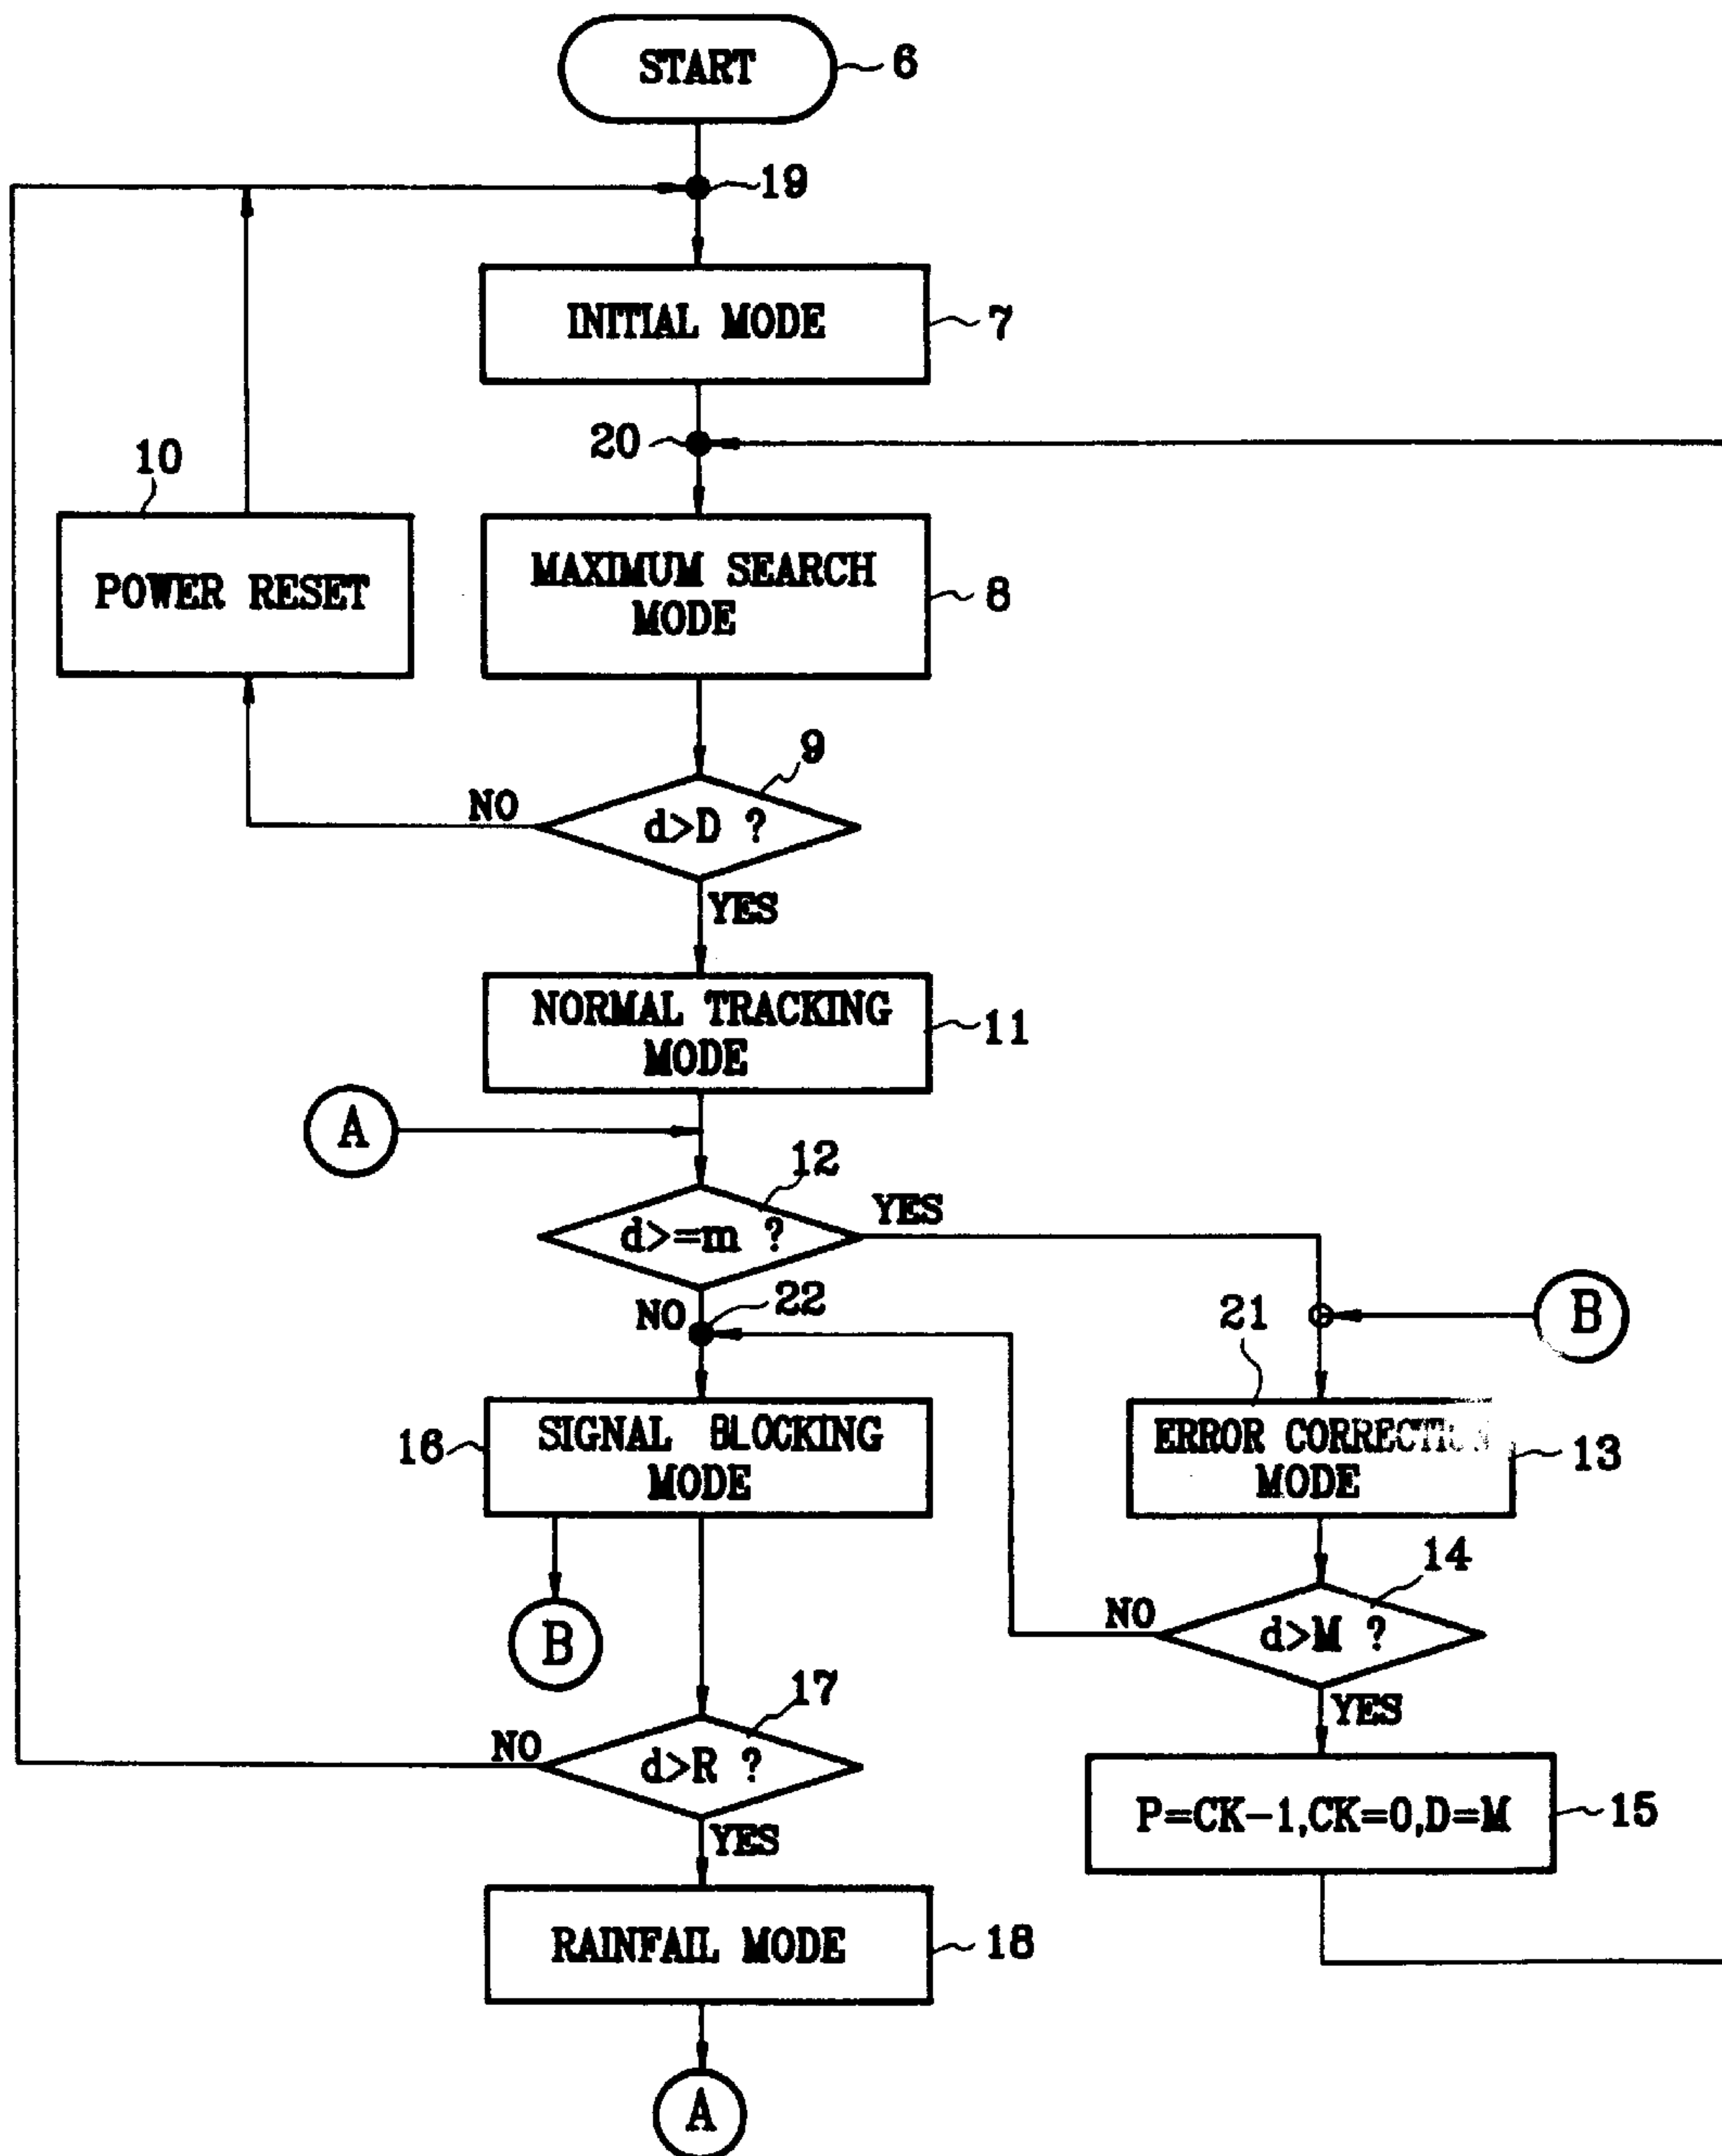 START
6
19
INITIAL MODE
7
20
10
POWER RESET
MAXIMUM SEARCH
MODE
8
9
NO
d>D ?
YES
NORMAL TRACKING
MODE
11
A
12
d>=m ?
YES
NO
22
21
B
16
SIGNAL BLOCKING
MODE
ERROR CORRECTION
MODE
13
B
14
NO
d>M ?
YES
17
NO
d>R ?
YES
P=CK-1,CK=0,D=M
15
RAINFAIL MODE
18
A